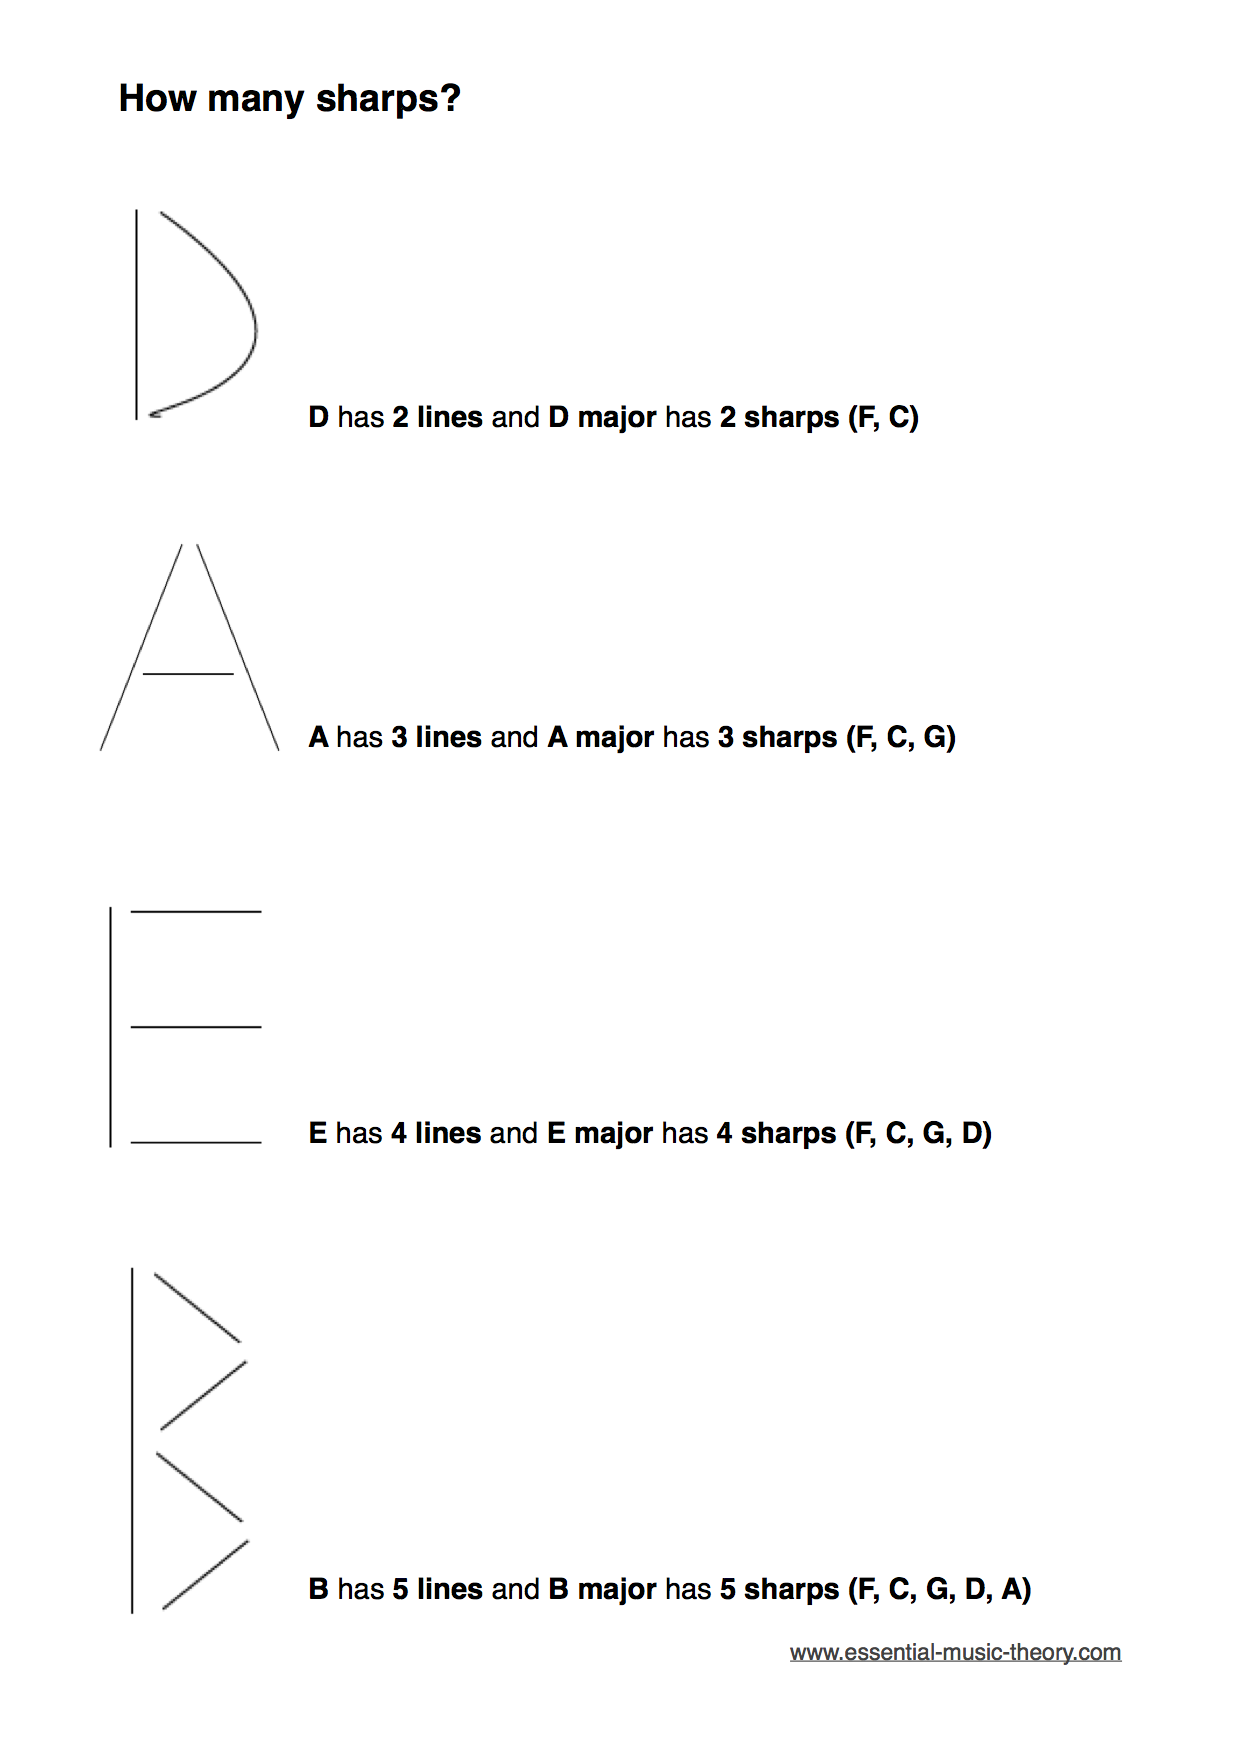 How many sharps?
D has 2 lines and D major has 2 sharps (F, C)
A has 3 lines and A major has 3 sharps (F, C, G)
E has 4 lines and E major has 4 sharps (F, C, G, D)
B has 5 lines and B major has 5 sharps (F, C, G, D, A)
www.essential-music-theory.com